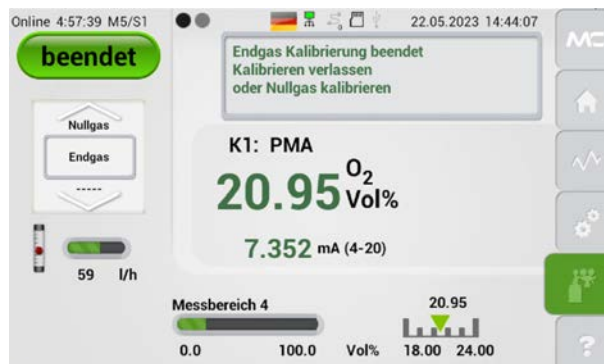 Online 4:57:39 M5/S1
22.05.2023 14:44:07
beendet
Endgas Kalibrierung beendet
Kalibrieren verlassen
oder Nullgas kalibrieren
MC
Nullgas
Endgas
-----
K1: PMA
20.95 O2 Vol%
7.352 mA (4-20)
59 l/h
Messbereich 4
20.95
0.0 100.0 Vol% 18.00 24.00
?